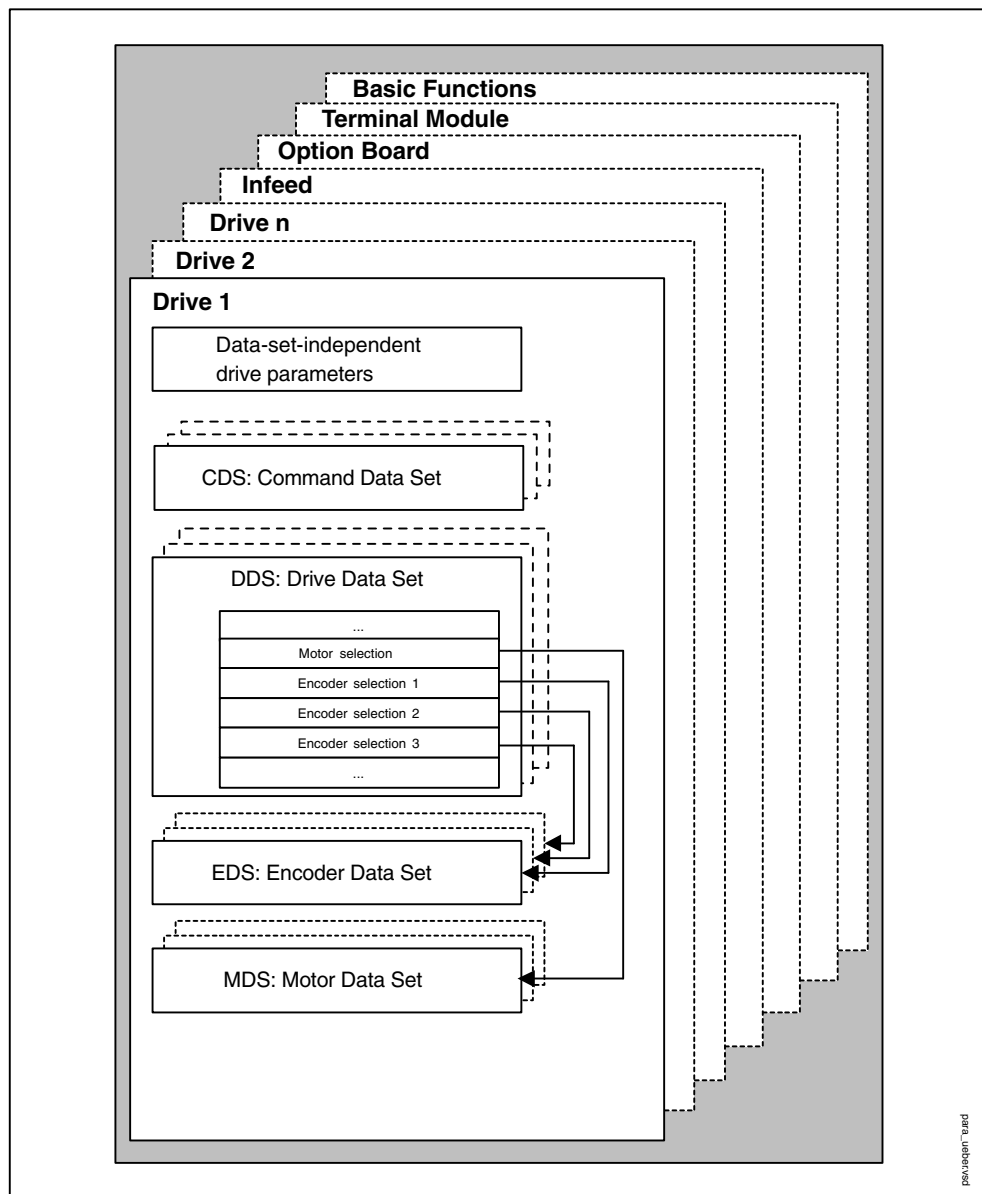 Basic Functions
Terminal Module
Option Board
Infeed
Drive n
Drive 2
Drive 1
Data-set-independent
drive parameters
CDS: Command Data Set
DDS: Drive Data Set
...
Motor selection
Encoder selection 1
Encoder selection 2
Encoder selection 3
...
EDS: Encoder Data Set
MDS: Motor Data Set
para_ueber.vsd